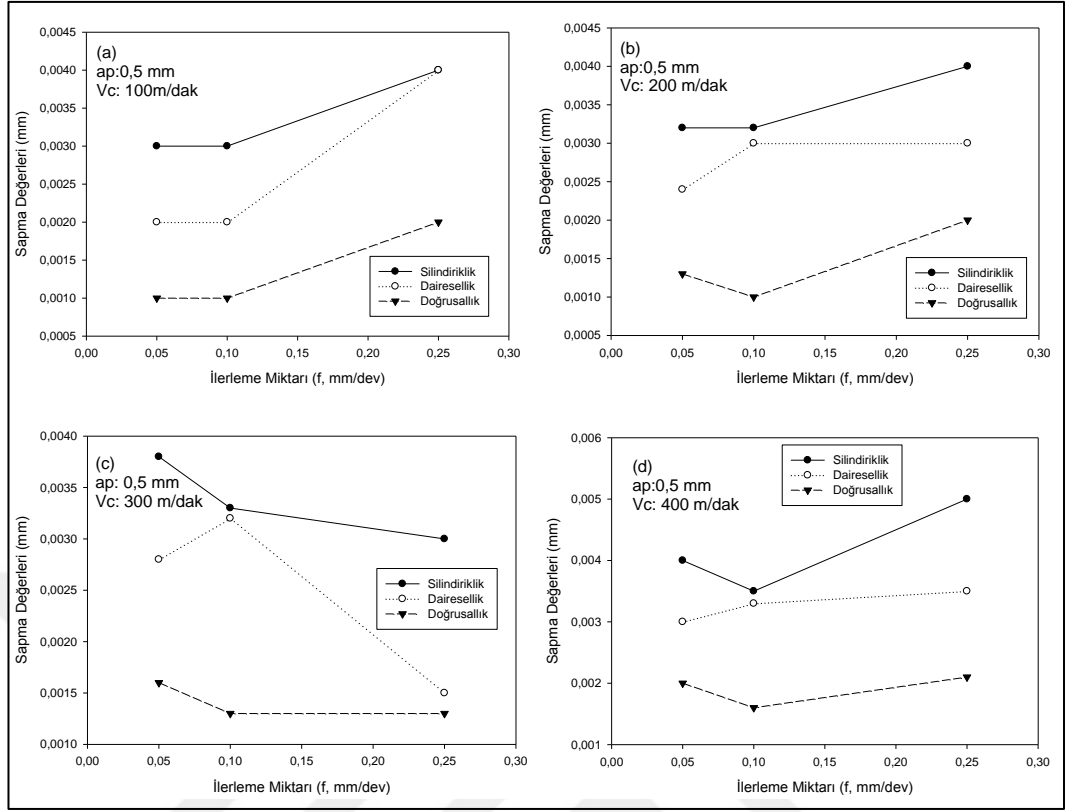 (a)
ap:0,5 mm
Vc: 100m/dak
Sapma Değerleri (mm)
0,0045
0,0040
0,0035
0,0030
0,0025
0,0020
0,0015
0,0010
0,0005
Silindiriklik
Dairesellik
Doğrusallık
0,00 0,05 0,10 0,15 0,20 0,25 0,30
İlerleme Miktarı (f, mm/dev)
(b)
ap:0,5 mm
Vc: 200 m/dak
Sapma Değerleri (mm)
0,0045
0,0040
0,0035
0,0030
0,0025
0,0020
0,0015
0,0010
0,0005
Silindiriklik
Dairesellik
Doğrusallık
0,00 0,05 0,10 0,15 0,20 0,25 0,30
İlerleme Miktarı (f, mm/dev)
(c)
ap: 0,5 mm
Vc: 300 m/dak
Sapma Değerleri (mm)
0,0040
0,0035
0,0030
0,0025
0,0020
0,0015
0,0010
Silindiriklik
Dairesellik
Doğrusallık
0,00 0,05 0,10 0,15 0,20 0,25 0,30
İlerleme Miktarı (f, mm/dev)
(d)
ap:0,5 mm
Vc: 400 m/dak
Sapma Değerleri (mm)
0,006
0,005
0,004
0,003
0,002
0,001
Silindiriklik
Dairesellik
Doğrusallık
0,00 0,05 0,10 0,15 0,20 0,25 0,30
İlerleme Miktarı (f, mm/dev)